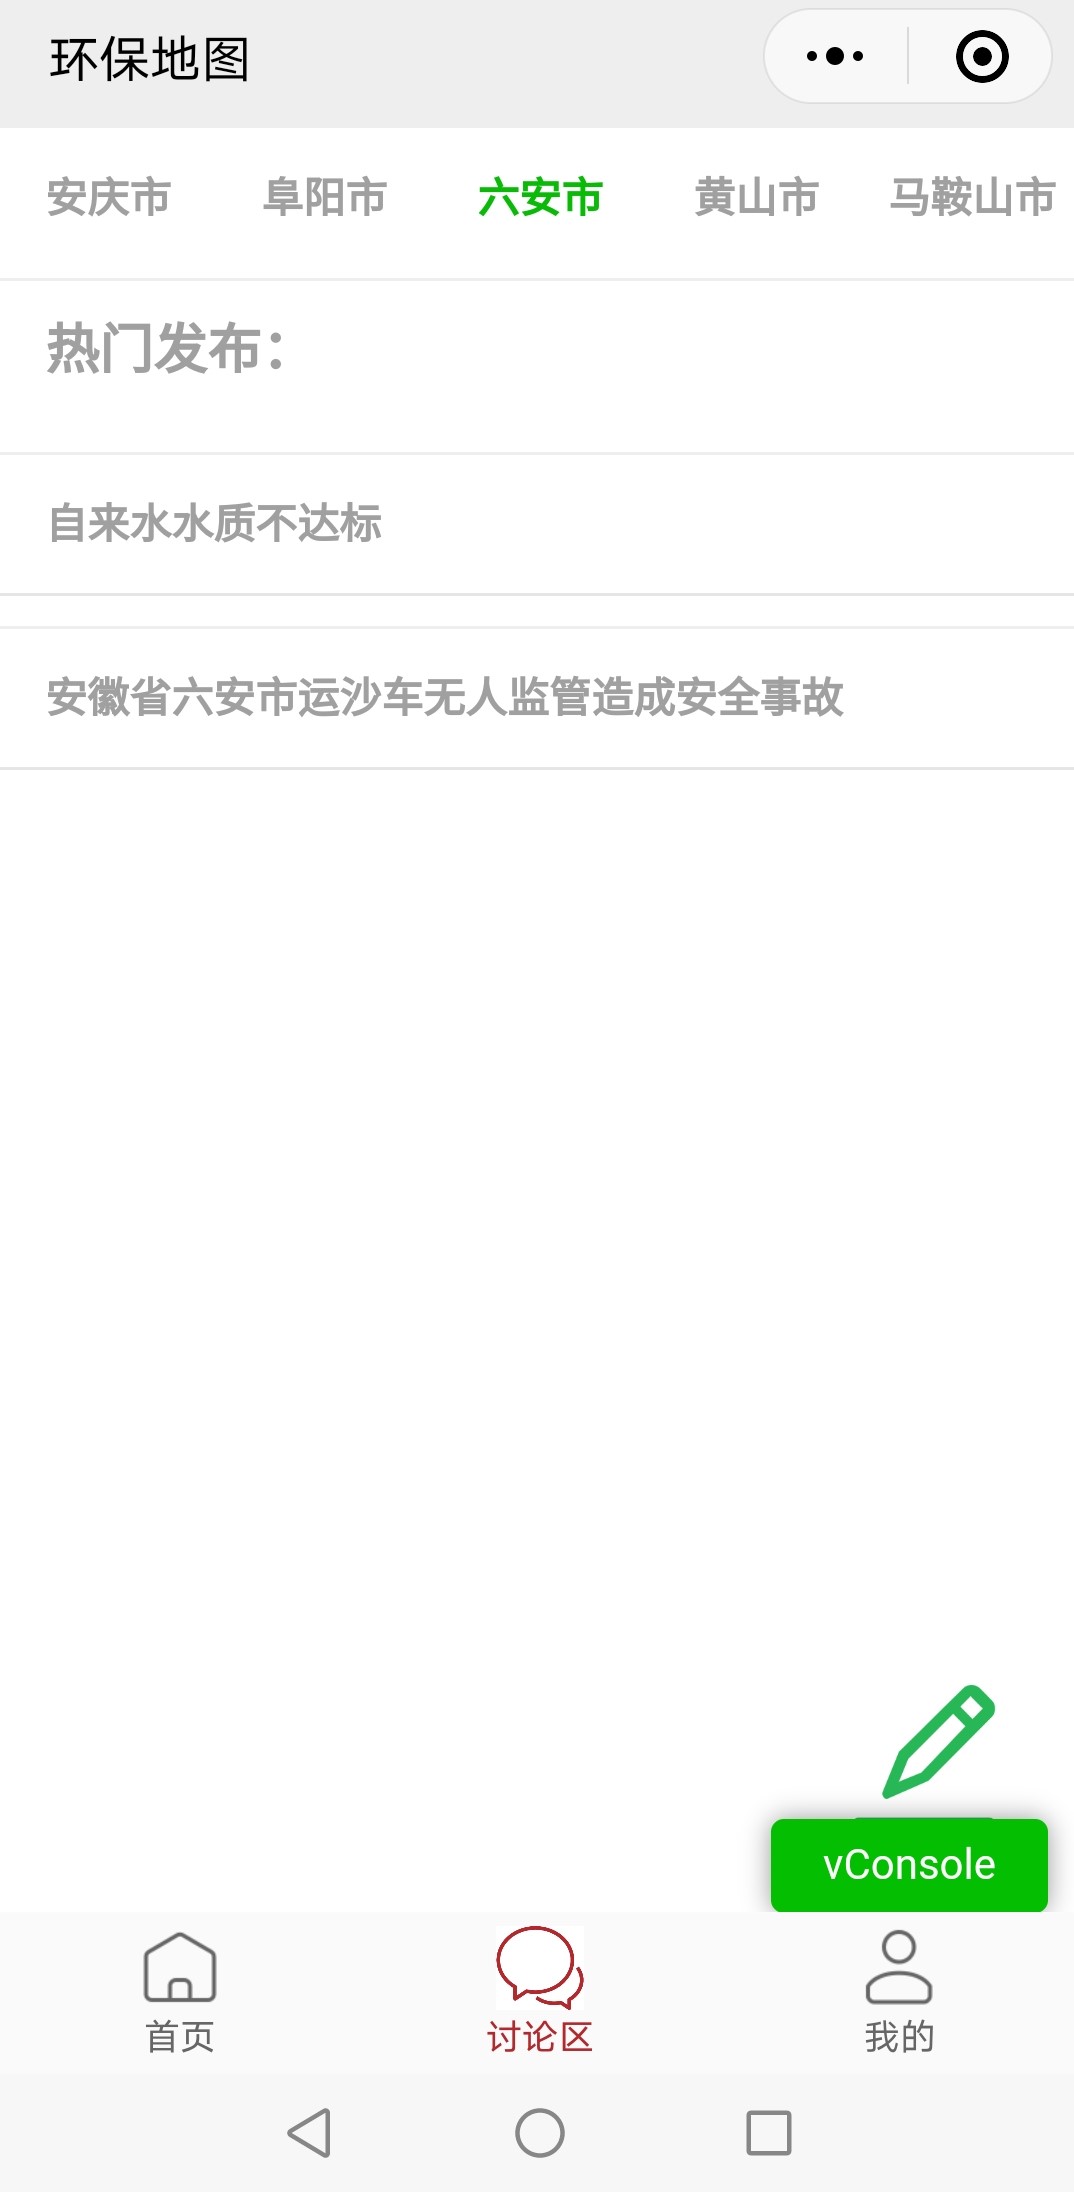 环保地图
安庆市 阜阳市 六安市 黄山市 马鞍山市
热门发布：
自来水水质不达标
安徽省六安市运沙车无人监管造成安全事故
vConsole
首页 讨论区 我的